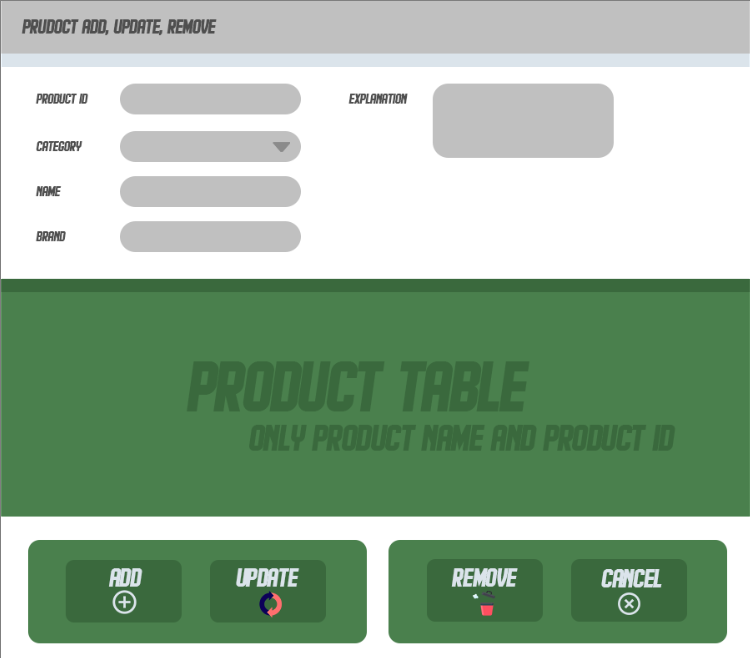 PRUDOCT ADD, UPDATE, REMOVE
PRODUCT ID
EXPLANATION
CATEGORY
NAME
BRAND
PRODUCT TABLE
ONLY PRODUCT NAME AND PRODUCT ID
ADD
UPDATE
REMOVE
CANCEL